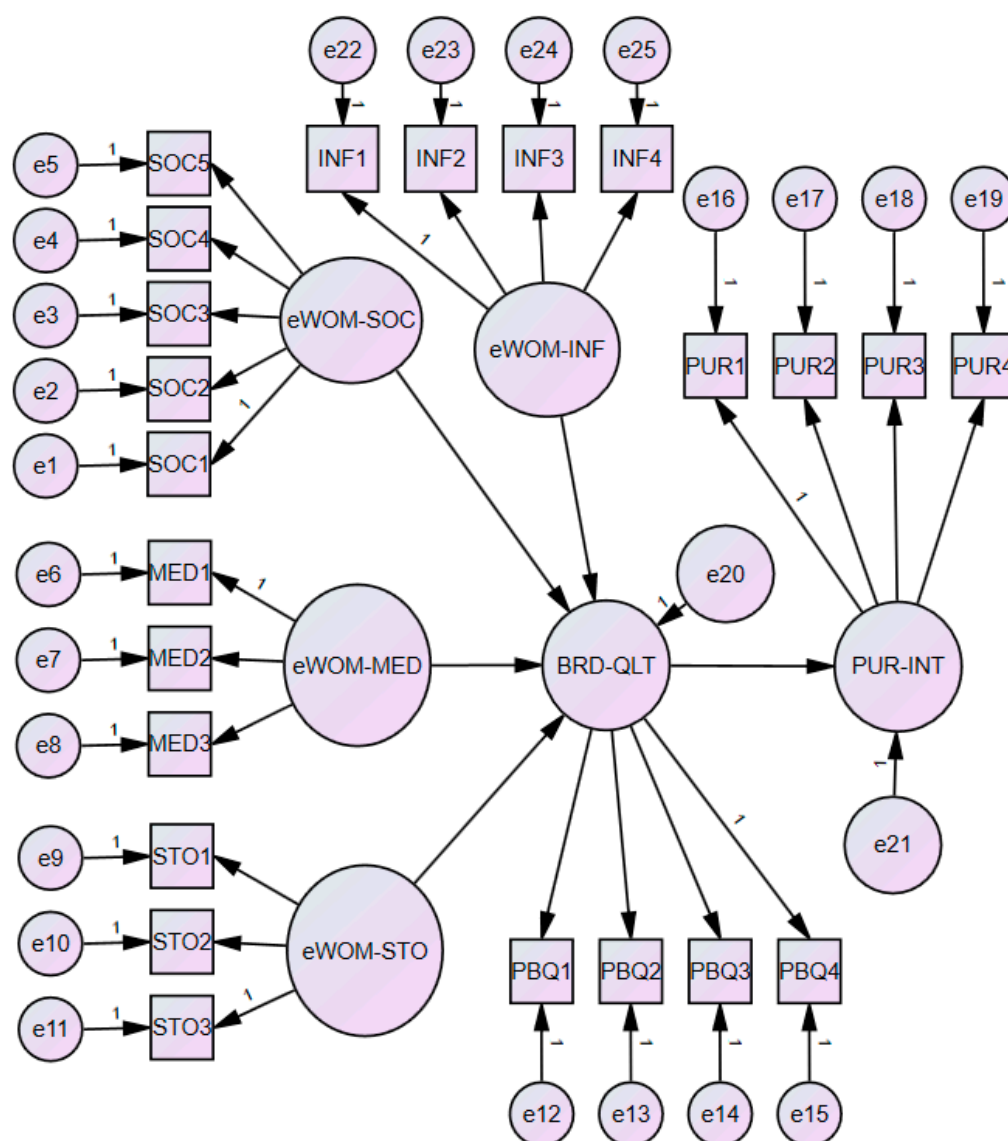 e22
e23
e24
e25
1
1
1
1
INF1
INF2
INF3
INF4
1
e5
1
SOC5
e4
1
SOC4
e3
1
SOC3
e2
1
SOC2
e1
1
SOC1
1
eWOM-SOC
eWOM-INF
e16
e17
e18
e19
1
1
1
1
PUR1
PUR2
PUR3
PUR4
1
e6
1
MED1
1
e7
1
MED2
e8
1
MED3
eWOM-MED
e20
1
BRD-QLT
PUR-INT
1
e21
e9
1
STO1
e10
1
STO2
e11
1
STO3
1
eWOM-STO
1
PBQ1
PBQ2
PBQ3
PBQ4
1
1
1
1
e12
e13
e14
e15